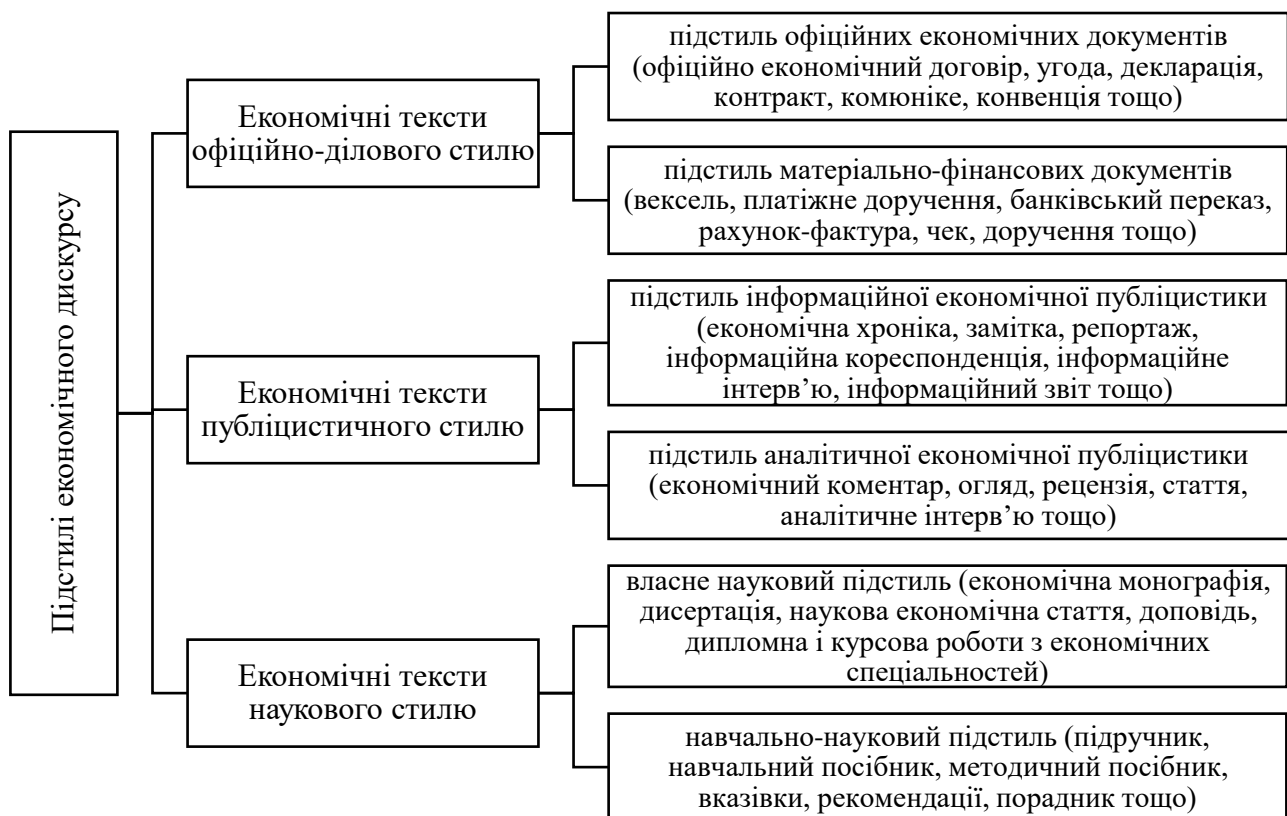 Підстилі економічного дискурсу
Економічні тексти
офіційно-ділового стилю
підстиль офіційних економічних документів
(офіційно економічний договір, угода, декларація,
контракт, комюніке, конвенція тощо)
підстиль матеріально-фінансових документів
(вексель, платіжне доручення, банківський переказ,
рахунок-фактура, чек, доручення тощо)
Економічні тексти
публіцистичного стилю
підстиль інформаційної економічної публіцистики
(економічна хроніка, замітка, репортаж,
інформаційна кореспонденція, інформаційне
інтерв’ю, інформаційний звіт тощо)
підстиль аналітичної економічної публіцистики
(економічний коментар, огляд, рецензія, стаття,
аналітичне інтерв’ю тощо)
Економічні тексти
наукового стилю
власне науковий підстиль (економічна монографія,
дисертація, наукова економічна стаття, доповідь,
дипломна і курсова роботи з економічних
спеціальностей)
навчально-науковий підстиль (підручник,
навчальний посібник, методичний посібник,
вказівки, рекомендації, порадник тощо)